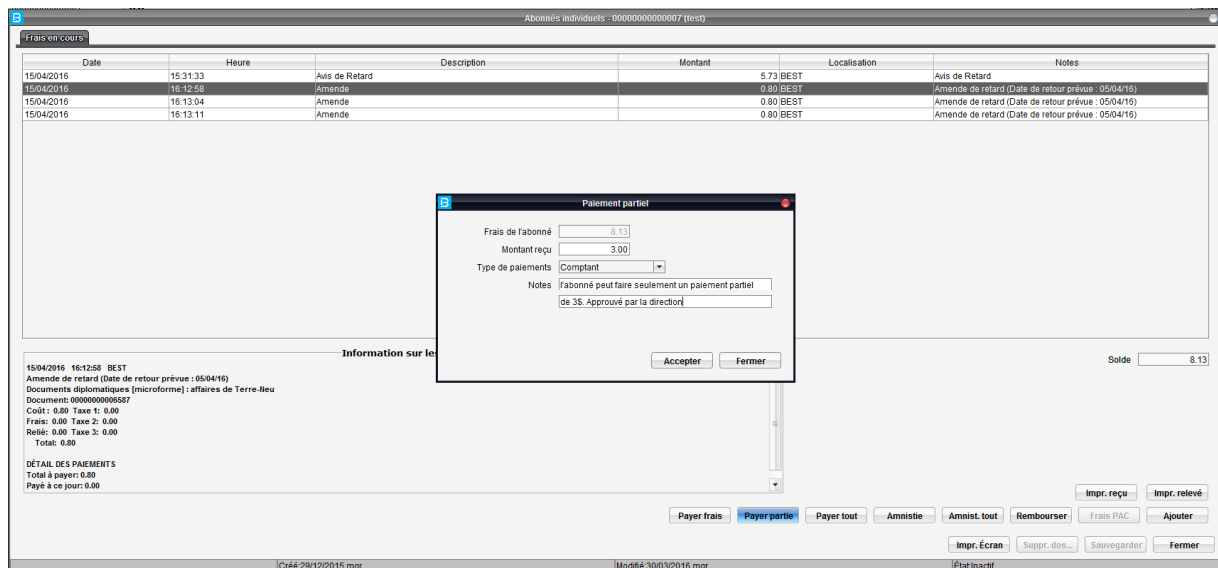 B Abonnés individuels - 00000000000007 (test)
Frais en cours
Date Heure Description Montant Localisation Notes
15/04/2016 15:31:33 Avis de Retard 5.73 BEST Avis de Retard
15/04/2016 16:12:58 Amende 0.80 BEST Amende de retard (Date de retour prévue : 05/04/16)
15/04/2016 16:13:04 Amende 0.80 BEST Amende de retard (Date de retour prévue : 05/04/16)
15/04/2016 16:13:11 Amende 0.80 BEST Amende de retard (Date de retour prévue : 05/04/16)
B Paiement partiel
Frais de l'abonné 8.13
Montant reçu 3.00
Type de paiements Comptant
Notes l'abonné peut faire seulement un paiement partiel
de 3$. Approuvé par la direction
Accepter Fermer
Information sur les
Solde 8.13
15/04/2016 16:12:58 BEST
Amende de retard (Date de retour prévue : 05/04/16)
Documents diplomatiques [microforme] : affaires de Terre-Neu
Document: 00000000006587
Coût : 0.80 Taxe 1: 0.00
Frais: 0.00 Taxe 2: 0.00
Relié: 0.00 Taxe 3: 0.00
Total: 0.80
DÉTAIL DES PAIEMENTS
Total à payer: 0.80
Payé à ce jour: 0.00
Impr. reçu Impr. relevé
Payer frais Payer partie Payer tout Amnistie Amnist. tout Rembourser Frais PAC Ajouter
Impr. Écran Suppr. dos... Sauvegarder Fermer
Créé:29/12/2015 mgr Modifié:30/03/2016 mgr État:Inactif